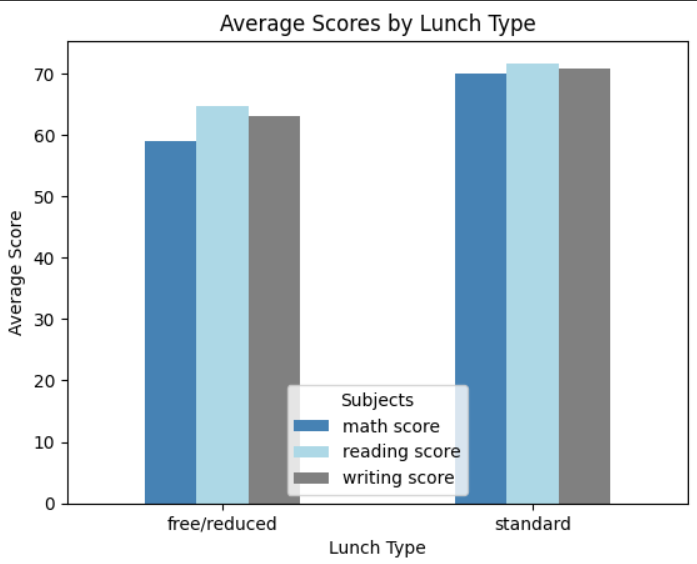 Average Scores by Lunch Type
Average Score
70
60
50
40
30
20
10
0
Subjects
math score
reading score
writing score
free/reduced
standard
Lunch Type